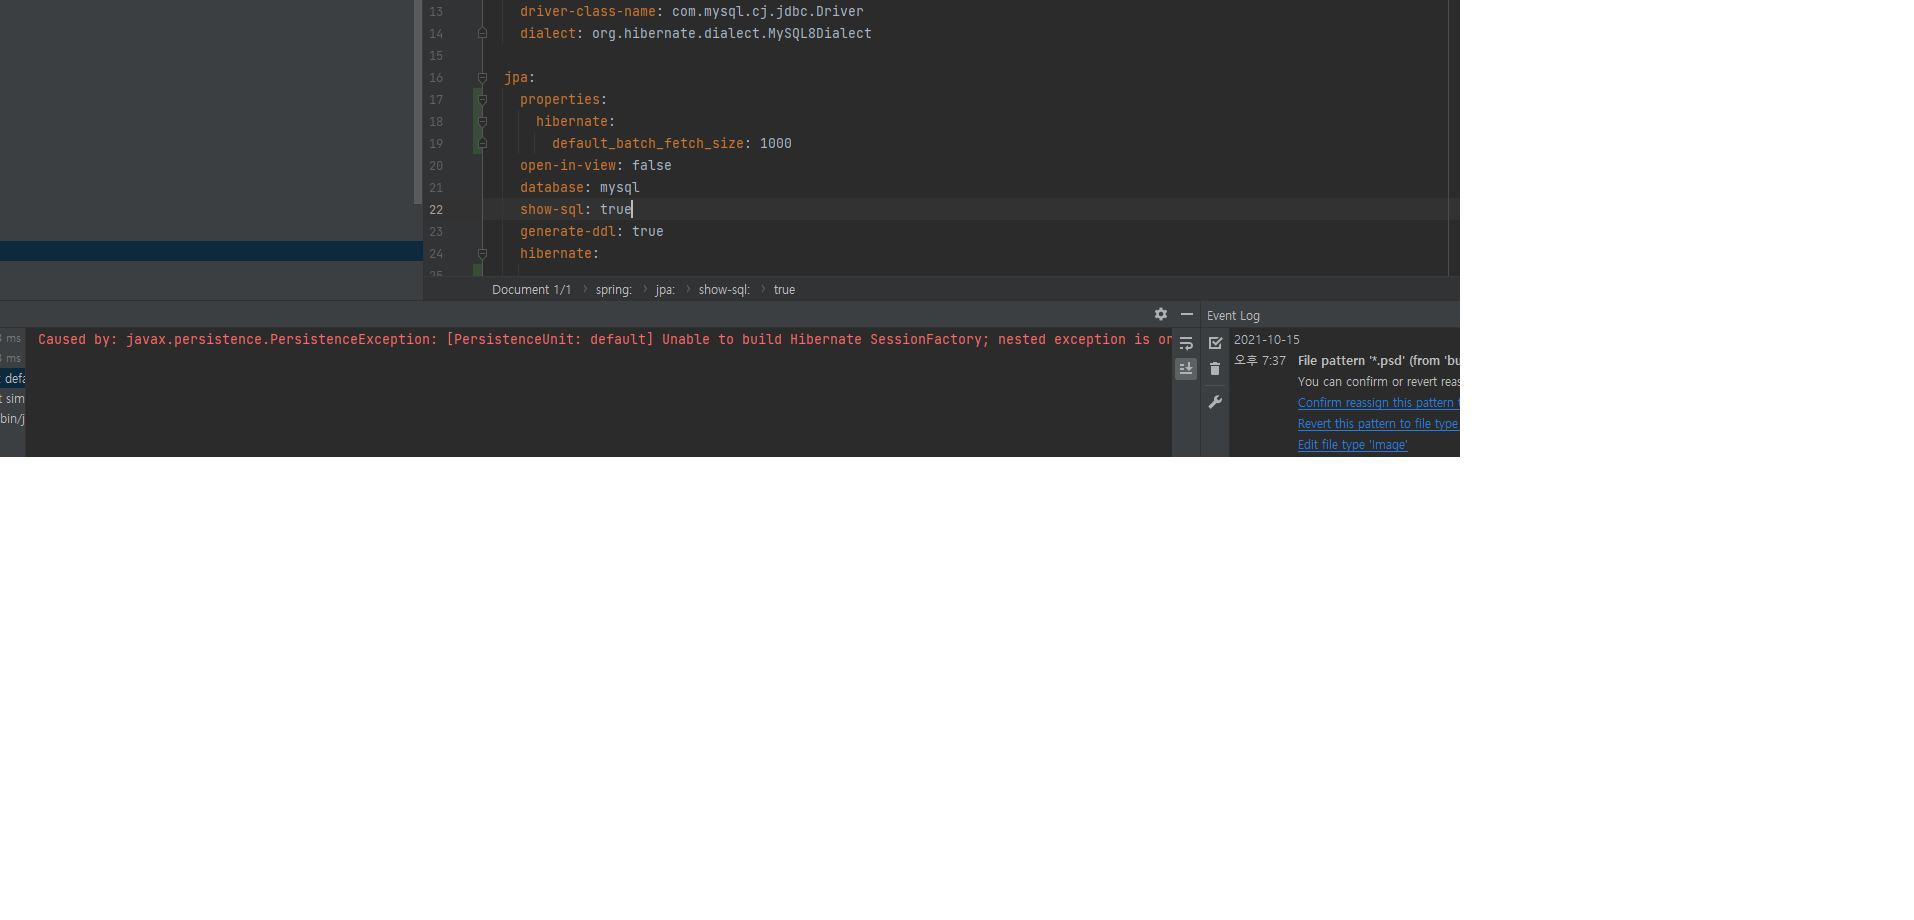 13 driver-class-name: com.mysql.cj.jdbc.Driver
14 dialect: org.hibernate.dialect.MySQL8Dialect
15
16 jpa:
17 properties:
18 hibernate:
19 default_batch_fetch_size: 1000
20 open-in-view: false
21 database: mysql
22 show-sql: true
23 generate-ddl: true
24 hibernate:
25
Document 1/1 › spring: › jpa: › show-sql: › true
Event Log
ms
ms
defa
t sim
bin/j
Caused by: javax.persistence.PersistenceException: [PersistenceUnit: default] Unable to build Hibernate SessionFactory; nested exception is or
2021-10-15
오후 7:37 File pattern '*.psd' (from 'bu
You can confirm or revert reas
Confirm reassign this pattern t
Revert this pattern to file type
Edit file type 'Image'